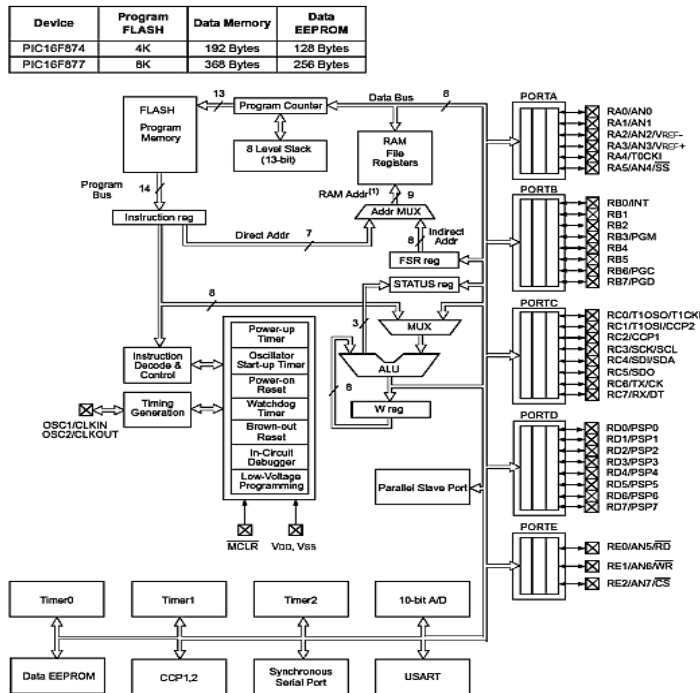 Device Program FLASH Data Memory Data EEPROM
PIC16F874 4K 192 Bytes 128 Bytes
PIC16F877 8K 368 Bytes 256 Bytes
FLASH
Program
Memory
13
Program Counter
8 Level Stack
(13-bit)
Data Bus
8
RAM
File
Registers
Program
Bus
14
Instruction reg
RAM Addr(1)
9
Addr MUX
Direct Addr
7
8
Indirect
Addr
FSR reg
STATUS reg
8
3
MUX
ALU
8
W reg
Instruction
Decode &
Control
Timing
Generation
OSC1/CLKIN
OSC2/CLKOUT
Power-up
Timer
Oscillator
Start-up Timer
Power-on
Reset
Watchdog
Timer
Brown-out
Reset
In-Circuit
Debugger
Low-Voltage
Programming
MCLR
VDD, VSS
Parallel Slave Port
PORTA
RA0/AN0
RA1/AN1
RA2/AN2/VREF-
RA3/AN3/VREF+
RA4/T0CKI
RA5/AN4/SS
PORTB
RB0/INT
RB1
RB2
RB3/PGM
RB4
RB5
RB6/PGC
RB7/PGD
PORTC
RC0/T1OSO/T1CKI
RC1/T1OSI/CCP2
RC2/CCP1
RC3/SCK/SCL
RC4/SDI/SDA
RC5/SDO
RC6/TX/CK
RC7/RX/DT
PORTD
RD0/PSP0
RD1/PSP1
RD2/PSP2
RD3/PSP3
RD4/PSP4
RD5/PSP5
RD6/PSP6
RD7/PSP7
PORTE
RE0/AN5/RD
RE1/AN6/WR
RE2/AN7/CS
Timer0
Timer1
Timer2
10-bit A/D
Data EEPROM
CCP1,2
Synchronous
Serial Port
USART